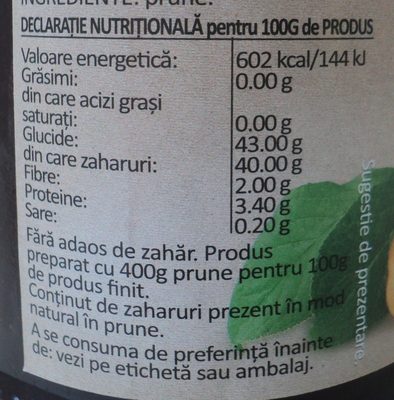 INGREDIENTE: prune.
DECLARAȚIE NUTRIȚIONALĂ pentru 100G de PRODUS
Valoare energetică: 602 kcal/144 kJ
Grăsimi: 0.00 g
din care acizi grași
saturați: 0.00 g
Glucide: 43.00 g
din care zaharuri: 40.00 g
Fibre: 2.00 g
Proteine: 3.40 g
Sare: 0.20 g
Fără adaos de zahăr. Produs
preparat cu 400g prune pentru 100g
de produs finit.
Conținut de zaharuri prezent în mod
natural în prune.
A se consuma de preferință înainte
de: vezi pe etichetă sau ambalaj.
Sugestie de prezentare.